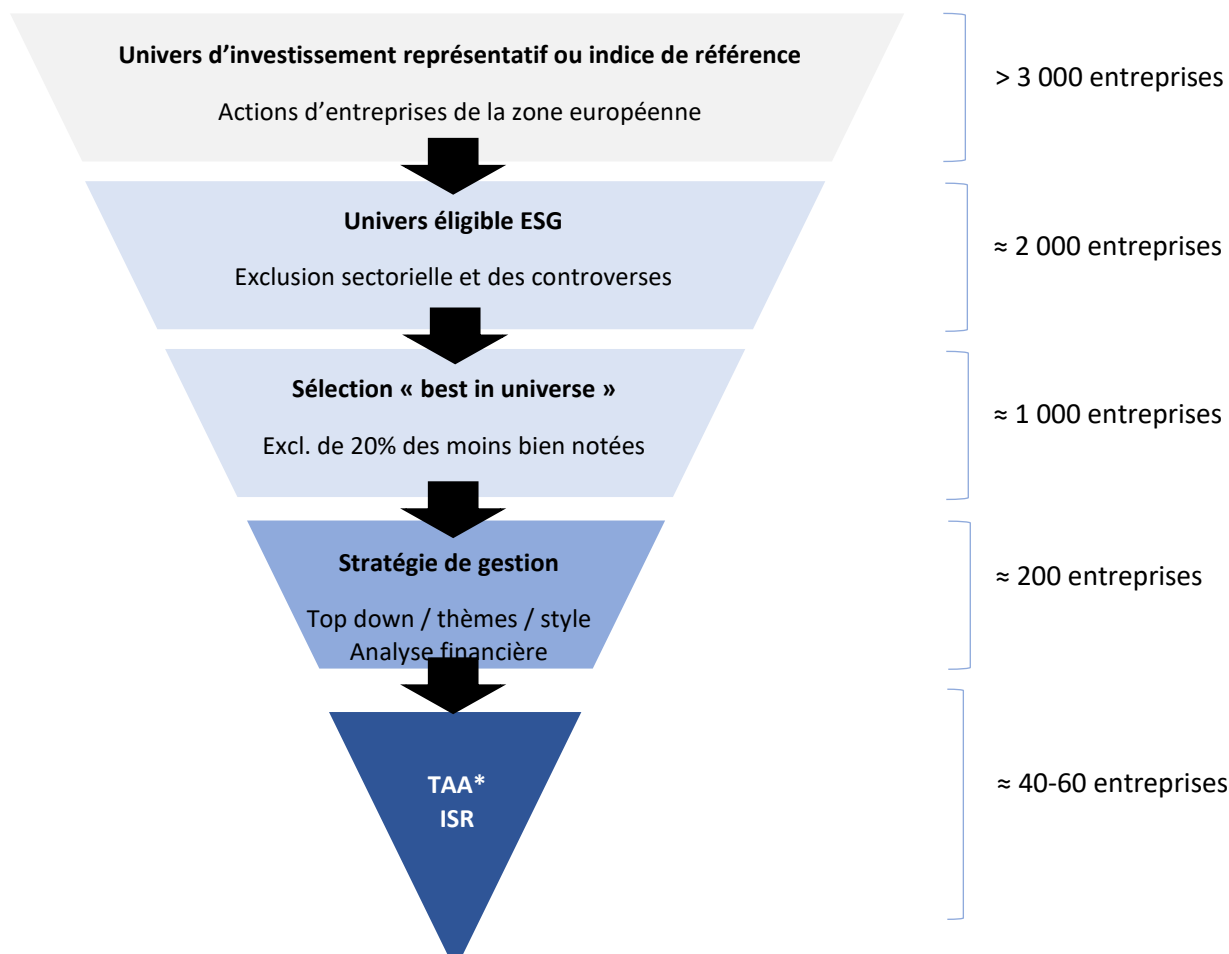 Univers d’investissement représentatif ou indice de référence
Actions d’entreprises de la zone européenne
> 3 000 entreprises
Univers éligible ESG
Exclusion sectorielle et des controverses
≈ 2 000 entreprises
Sélection « best in universe »
Excl. de 20% des moins bien notées
≈ 1 000 entreprises
Stratégie de gestion
Top down / thèmes / style
Analyse financière
≈ 200 entreprises
TAA*
ISR
≈ 40-60 entreprises